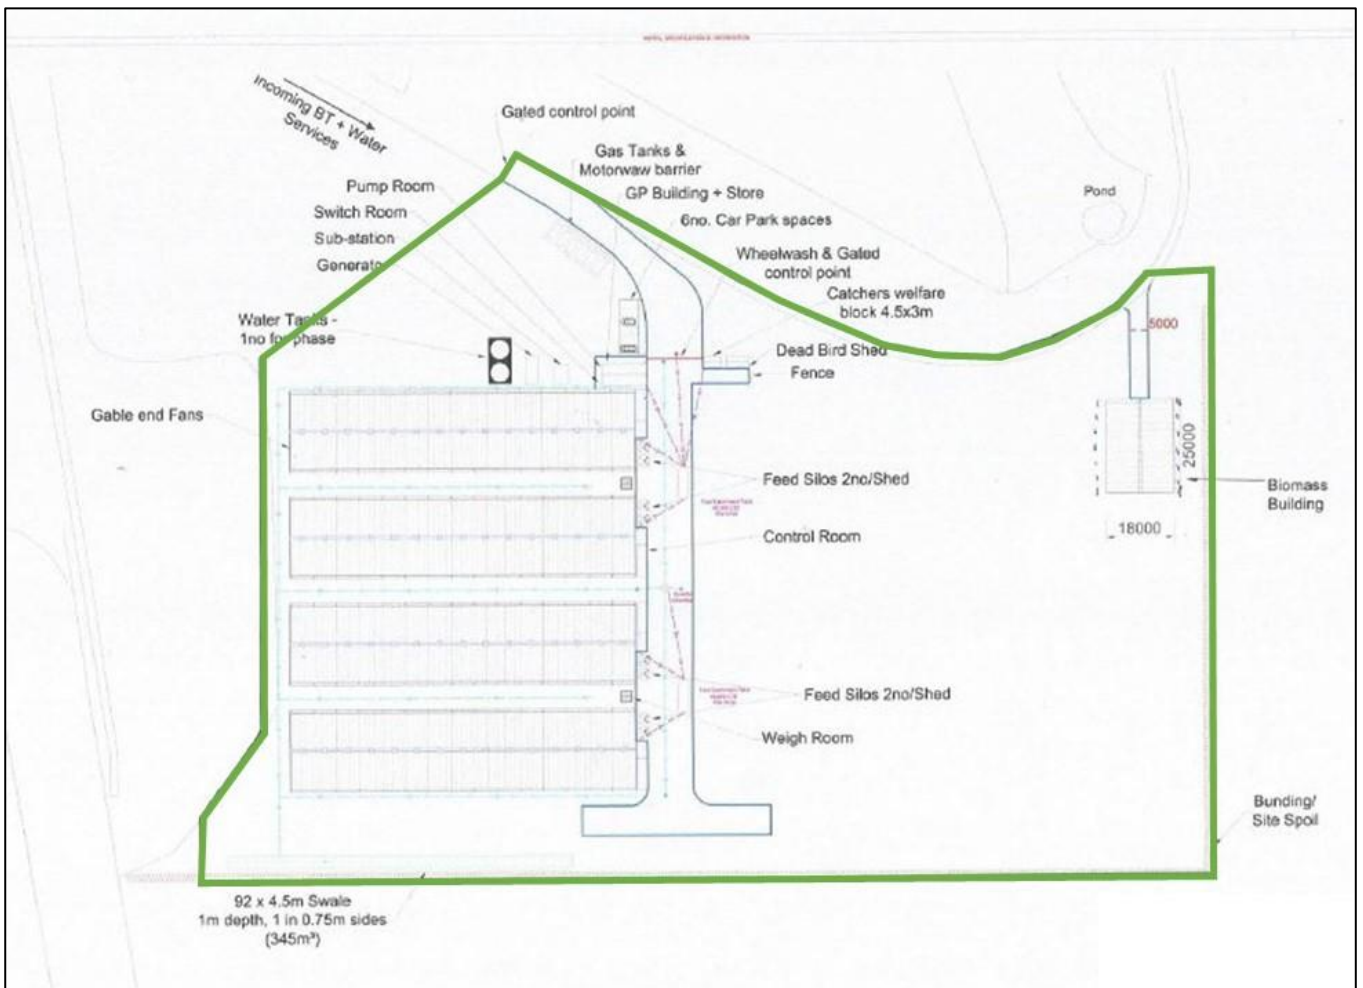 Incoming BT + Water
Services
Gated control point
Gas Tanks &
Motorwaw barrier
Pump Room
GP Building + Store
Switch Room
6no. Car Park spaces
Sub-station
Generato
Wheelwash & Gated
control point
Pond
Catchers welfare
block 4.5x3m
Water Tanks -
1no for phase
5000
Dead Bird Shed
Fence
Gable end Fans
25000
Feed Silos 2no/Shed
Biomass
Building
18000
Control Room
Feed Silos 2no/Shed
Weigh Room
Bunding/
Site Spoil
92 x 4.5m Swale
1m depth, 1 in 0.75m sides
(345m³)